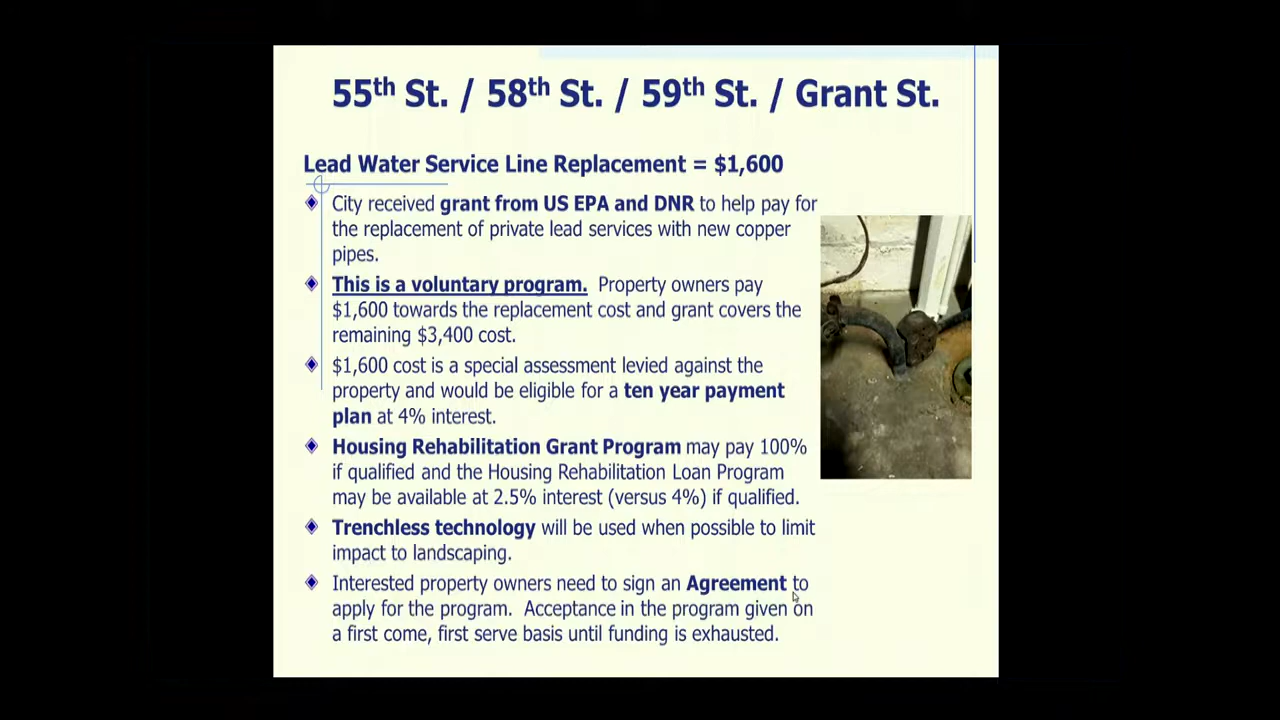 55th St. / 58th St. / 59th St. / Grant St.
Lead Water Service Line Replacement = $1,600
City received grant from US EPA and DNR to help pay for
the replacement of private lead services with new copper
pipes.
This is a voluntary program. Property owners pay
$1,600 towards the replacement cost and grant covers the
remaining $3,400 cost.
$1,600 cost is a special assessment levied against the
property and would be eligible for a ten year payment
plan at 4% interest.
Housing Rehabilitation Grant Program may pay 100%
if qualified and the Housing Rehabilitation Loan Program
may be available at 2.5% interest (versus 4%) if qualified.
Trenchless technology will be used when possible to limit
impact to landscaping.
Interested property owners need to sign an Agreement to
apply for the program. Acceptance in the program given on
a first come, first serve basis until funding is exhausted.